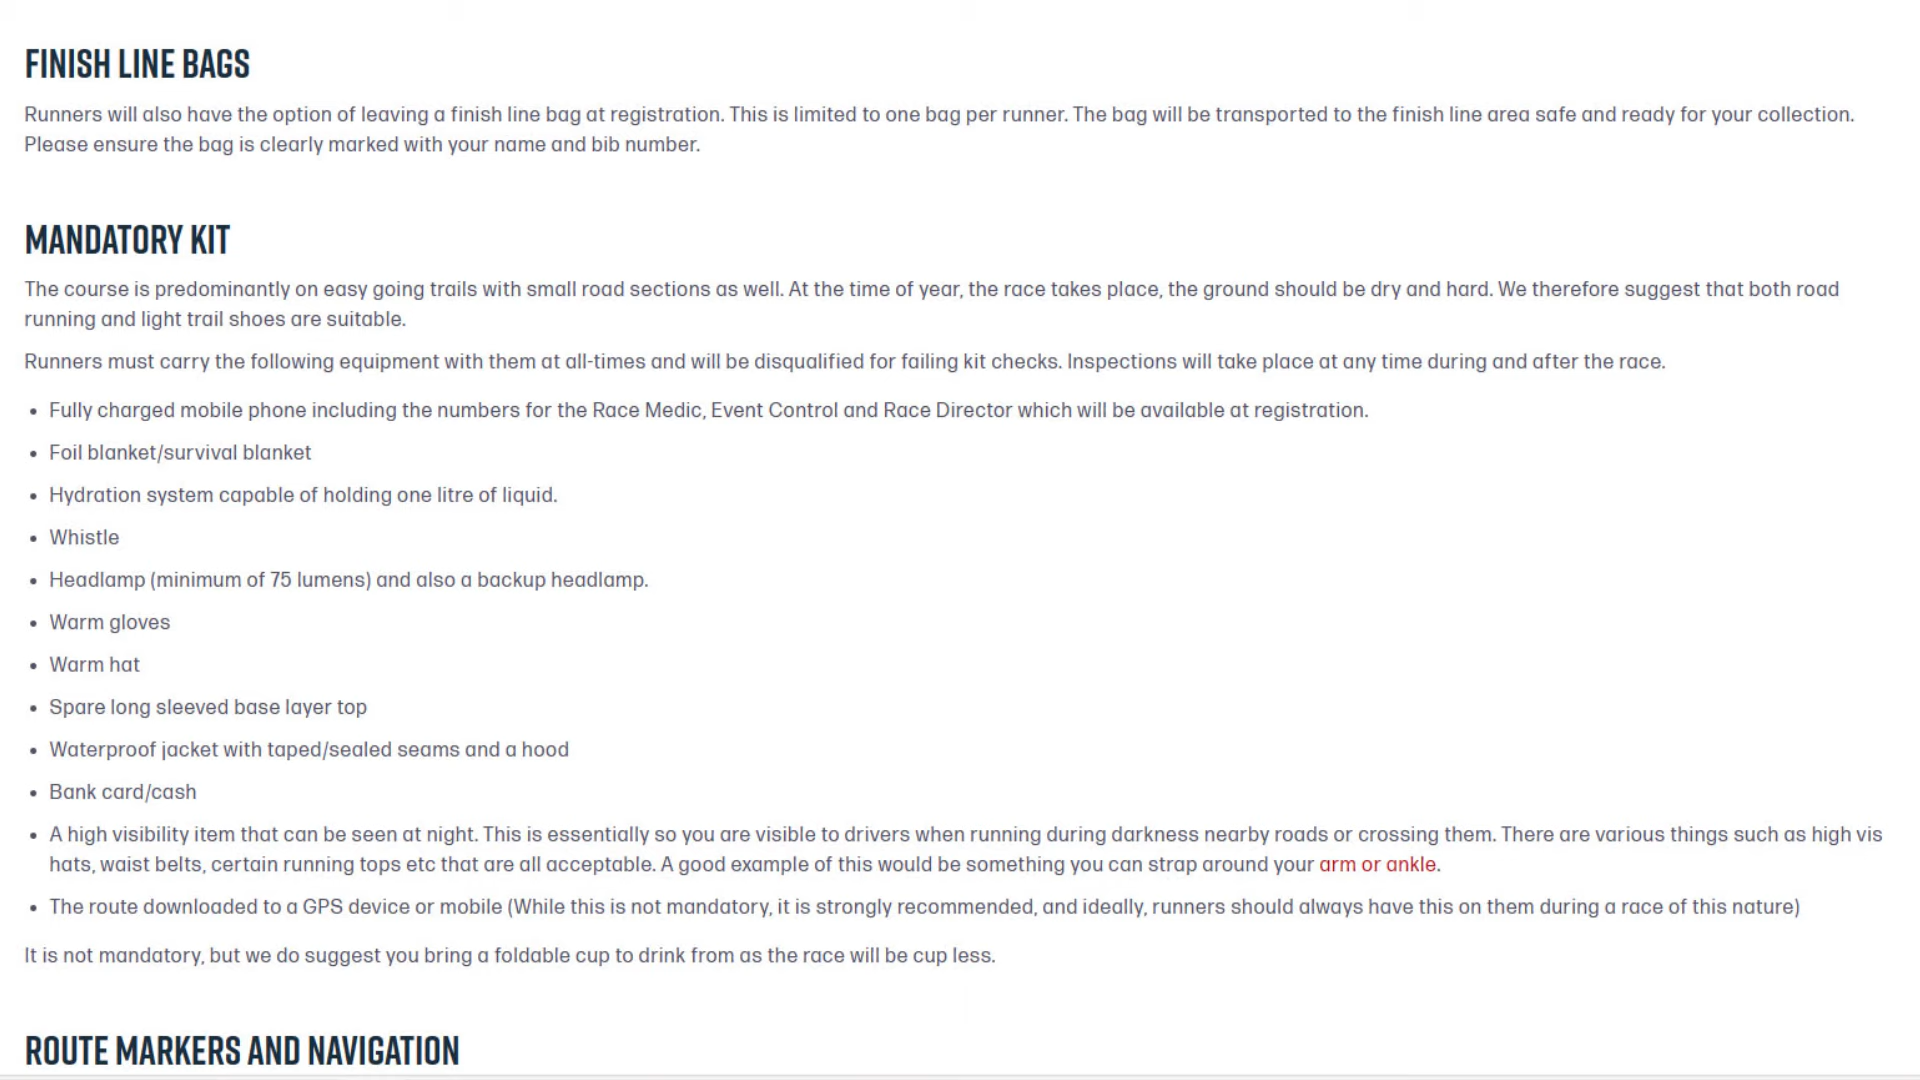 FINISH LINE BAGS
Runners will also have the option of leaving a finish line bag at registration. This is limited to one bag per runner. The bag will be transported to the finish line area safe and ready for your collection.
Please ensure the bag is clearly marked with your name and bib number.
MANDATORY KIT
The course is predominantly on easy going trails with small road sections as well. At the time of year, the race takes place, the ground should be dry and hard. We therefore suggest that both road
running and light trail shoes are suitable.
Runners must carry the following equipment with them at all-times and will be disqualified for failing kit checks. Inspections will take place at any time during and after the race.
• Fully charged mobile phone including the numbers for the Race Medic, Event Control and Race Director which will be available at registration.
• Foil blanket/survival blanket
• Hydration system capable of holding one litre of liquid.
• Whistle
• Headlamp (minimum of 75 lumens) and also a backup headlamp.
• Warm gloves
• Warm hat
• Spare long sleeved base layer top
• Waterproof jacket with taped/sealed seams and a hood
• Bank card/cash
• A high visibility item that can be seen at night. This is essentially so you are visible to drivers when running during darkness nearby roads or crossing them. There are various things such as high vis
hats, waist belts, certain running tops etc that are all acceptable. A good example of this would be something you can strap around your arm or ankle.
• The route downloaded to a GPS device or mobile (While this is not mandatory, it is strongly recommended, and ideally, runners should always have this on them during a race of this nature)
It is not mandatory, but we do suggest you bring a foldable cup to drink from as the race will be cup less.
ROUTE MARKERS AND NAVIGATION